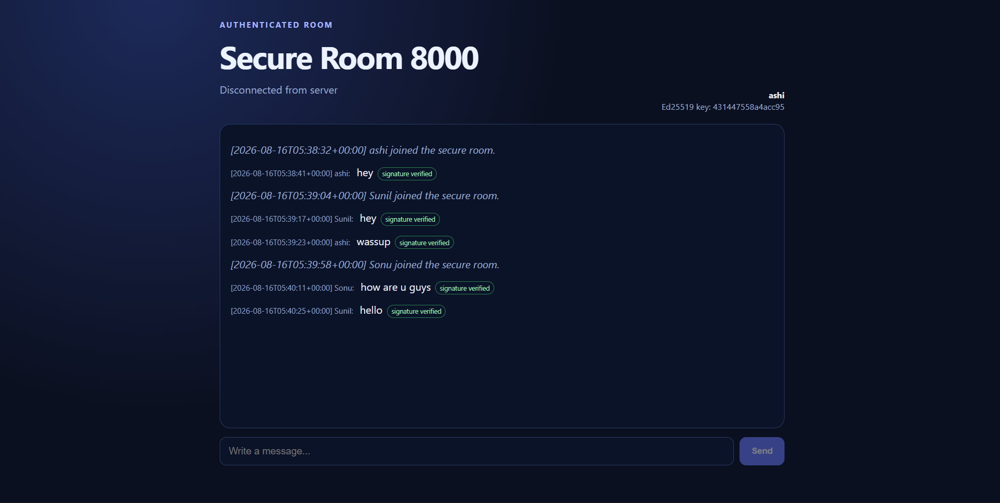 AUTHENTICATED ROOM
Secure Room 8000
Disconnected from server
ashi
Ed25519 key: 431447558a4acc95
[2026-08-16T05:38:32+00:00] ashi joined the secure room.
[2026-08-16T05:38:41+00:00] ashi: hey signature verified
[2026-08-16T05:39:04+00:00] Sunil joined the secure room.
[2026-08-16T05:39:17+00:00] Sunil: hey signature verified
[2026-08-16T05:39:23+00:00] ashi: wassup signature verified
[2026-08-16T05:39:58+00:00] Sonu joined the secure room.
[2026-08-16T05:40:11+00:00] Sonu: how are u guys signature verified
[2026-08-16T05:40:25+00:00] Sunil: hello signature verified
Write a message...
Send